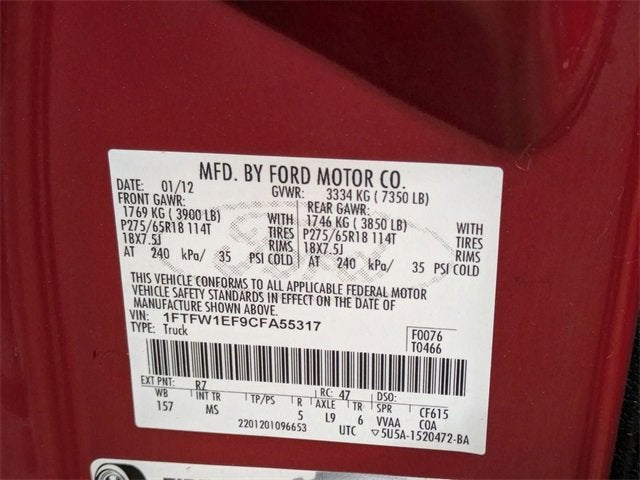 MFD. BY FORD MOTOR CO.
DATE: 01/12 GVWR: 3334 KG ( 7350 LB)
FRONT GAWR: REAR GAWR:
1769 KG ( 3900 LB) WITH 1746 KG ( 3850 LB) WITH
P275/65R18 114T TIRES P275/65R18 114T TIRES
18X7.5J RIMS 18X7.5J RIMS
AT 240 kPa/ 35 PSI COLD AT 240 kPa/ 35 PSI COLD
Ford
THIS VEHICLE CONFORMS TO ALL APPLICABLE FEDERAL MOTOR
VEHICLE SAFETY STANDARDS IN EFFECT ON THE DATE OF
MANUFACTURE SHOWN ABOVE.
VIN: 1FTFW1EF9CFA55317 F0076
TYPE: Truck T0466
EXT PNT: RZ RC: 47 DSO:
WB INT TR TP/PS R AXLE TR SPR CF615
157 MS 5 L9 6 VVAA COA
2201201096653 UTC ▽5U5A-1520472-BA